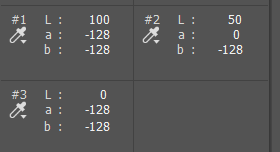 #1 L : 100 #2 L : 50
a : -128 a : 0
b : -128 b : -128
#3 L : 0
a : -128
b : -128